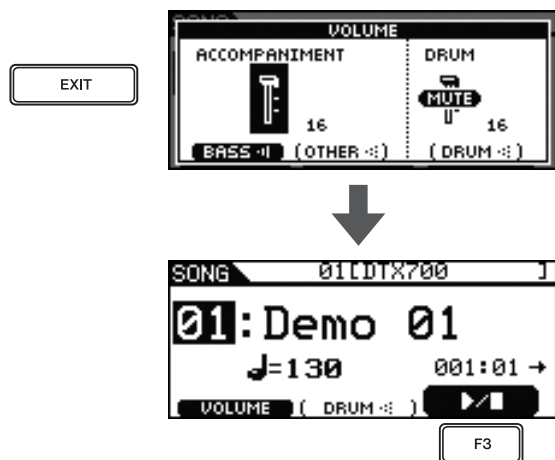 VOLUME
ACCOMPANIMENT DRUM
EXIT
MUTE
16 16
BASS (OTHER) (DRUM)
SONG 01[DTX700 ]
01:Demo 01
=130 001:01
VOLUME ( DRUM )
F3